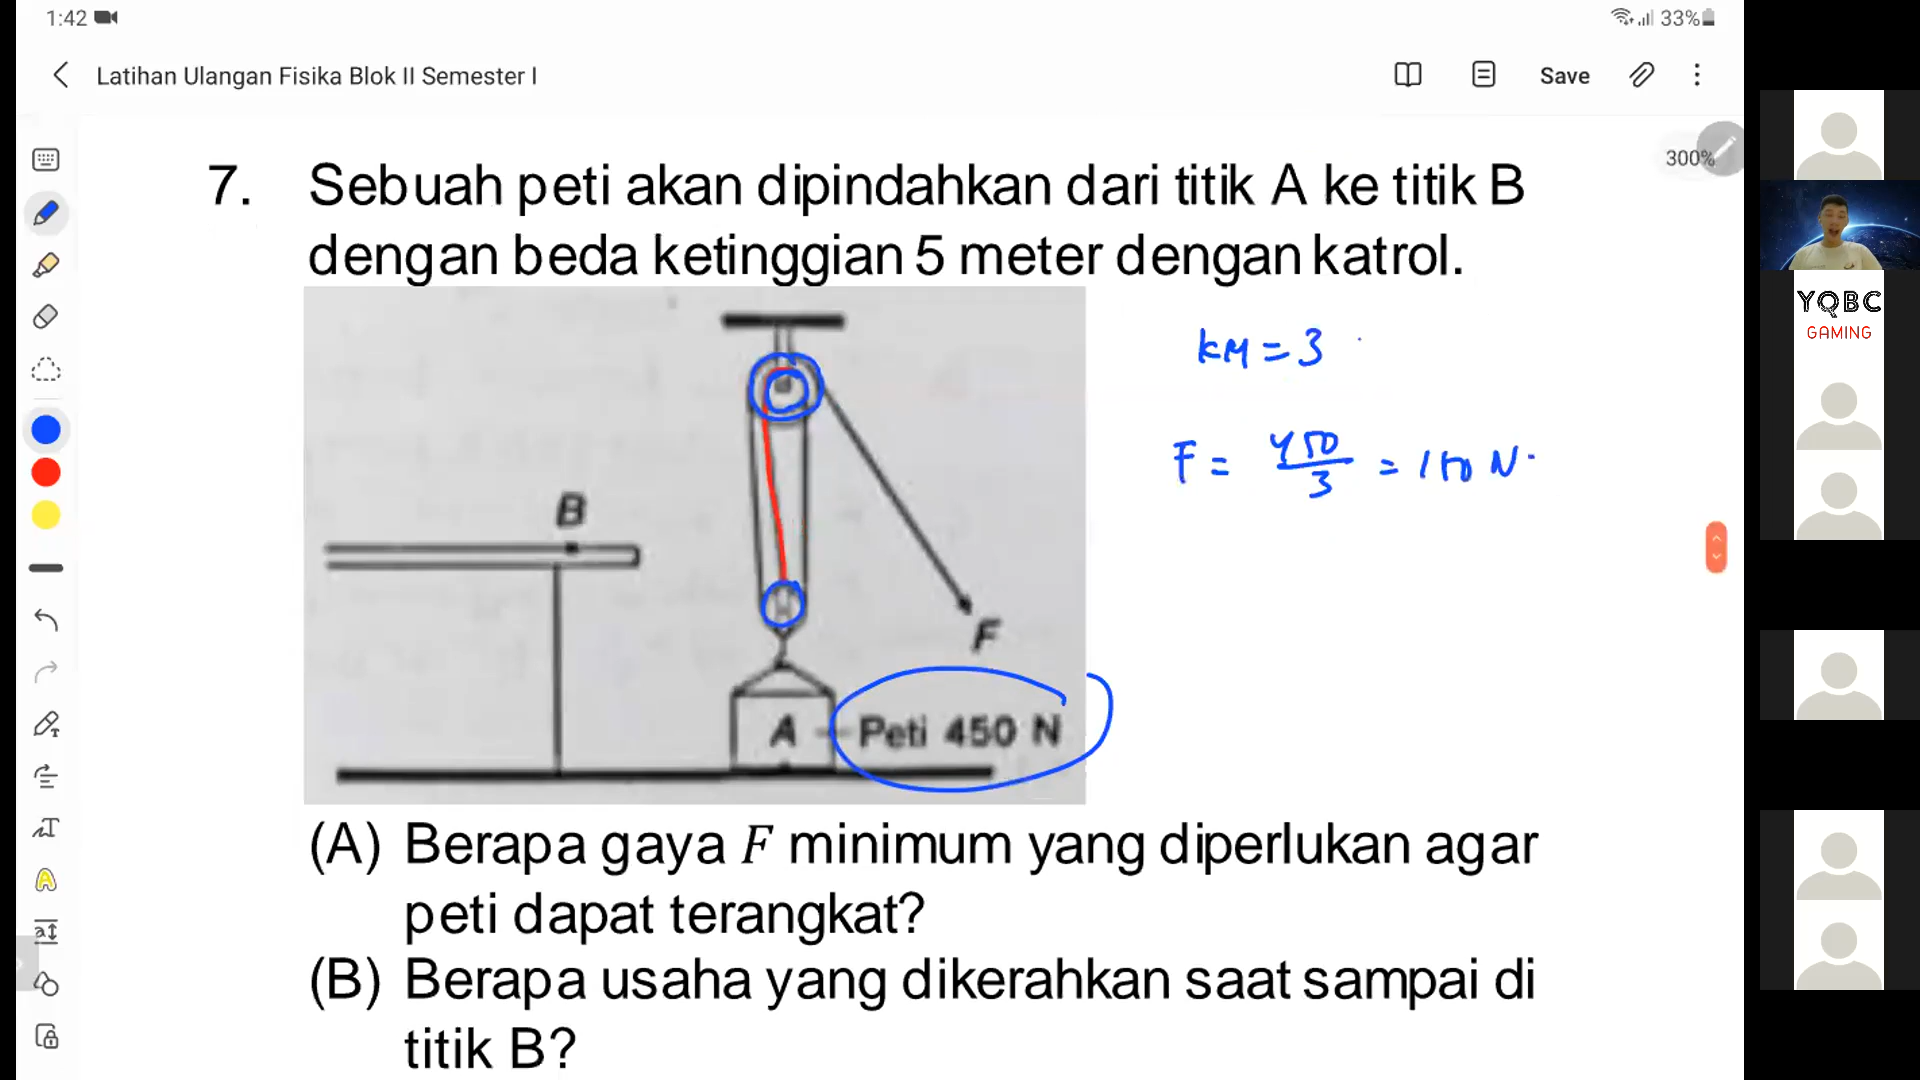 1:42
33%
Latihan Ulangan Fisika Blok II Semester I
Save
300%
7. Sebuah peti akan dipindahkan dari titik A ke titik B
dengan beda ketinggian 5 meter dengan katrol.
KM = 3
F = 450/3 = 150 N.
B
F
A
Peti 450 N
(A) Berapa gaya F minimum yang diperlukan agar
peti dapat terangkat?
(B) Berapa usaha yang dikerahkan saat sampai di
titik B?
YQBC
GAMING